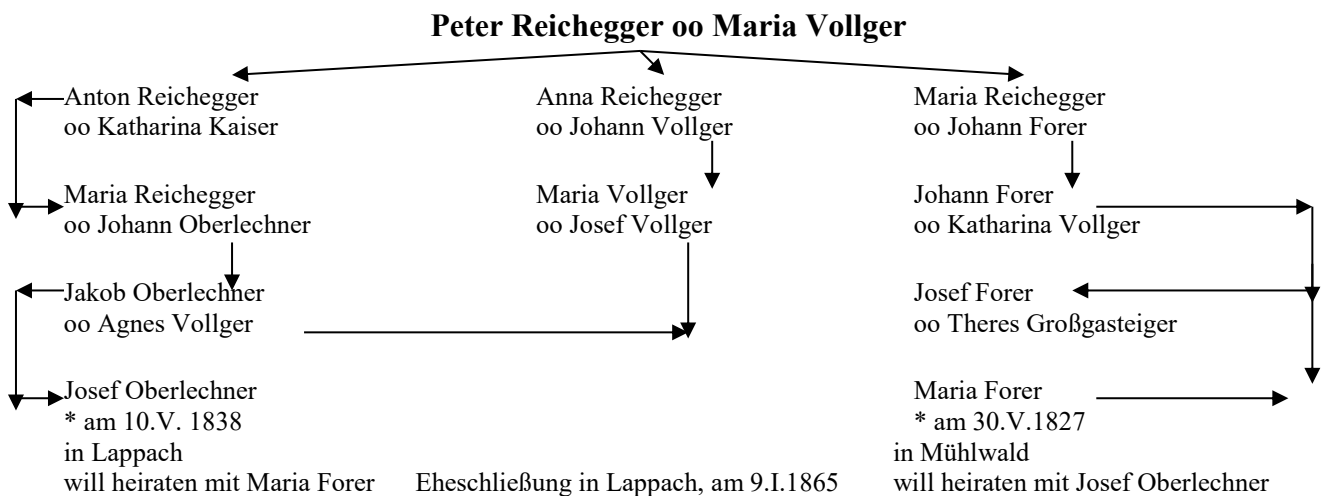 Peter Reichegger oo Maria Vollger
Anton Reichegger Anna Reichegger Maria Reichegger
oo Katharina Kaiser oo Johann Vollger oo Johann Forer
Maria Reichegger Maria Vollger Johann Forer
oo Johann Oberlechner oo Josef Vollger oo Katharina Vollger
Jakob Oberlechner Josef Forer
oo Agnes Vollger oo Theres Großgasteiger
Josef Oberlechner Maria Forer
* am 10.V. 1838 * am 30.V.1827
in Lappach in Mühlwald
will heiraten mit Maria Forer Eheschließung in Lappach, am 9.I.1865 will heiraten mit Josef Oberlechner